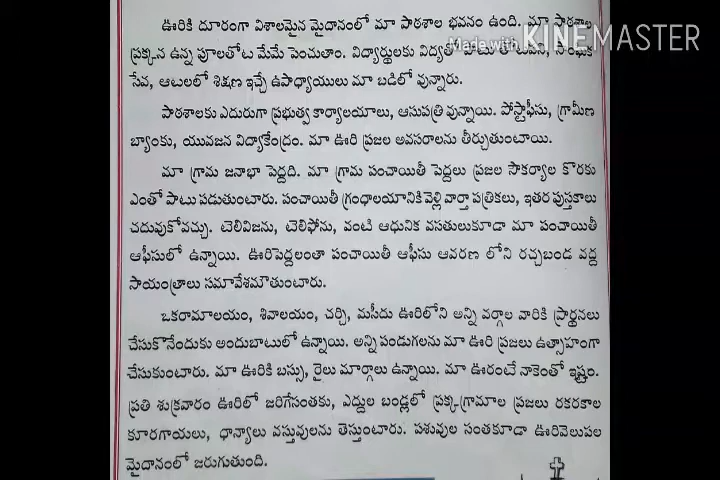 ఊరికి దూరంగా విశాలమైన మైదానంలో మా పాఠశాల భవనం ఉంది. మా పాఠశాల
ప్రక్కన ఉన్న పూలతోట మేమే పెంచుతాం. విద్యార్థులకు విద్యతో
Made with KINEMASTER
సేవ, ఆటలలో శిక్షణ ఇచ్చే ఉపాధ్యాయులు మా బడిలో వున్నారు.
పాఠశాలకు ఎదురుగా ప్రభుత్వ కార్యాలయాలు, ఆసుపత్రి వున్నాయి. పోస్టాఫీసు, గ్రామీణ
బ్యాంకు, యువజన విద్యాకేంద్రం. మా ఊరి ప్రజల అవసరాలను తీర్చుతుంటాయి.
మా గ్రామ జనాభా పెద్దది. మా గ్రామ పంచాయితీ పెద్దలు ప్రజల సౌకర్యాల కొరకు
ఎంతో పాటు పడుతుంటారు. పంచాయితీ గ్రంధాలయానికి వెళ్లి వార్తా పత్రికలు, ఇతర పుస్తకాలు
చదువుకోవచ్చు. టెలివిజను, టెలిఫోను, వంటి ఆధునిక వసతులుకూడా మా పంచాయితీ
ఆఫీసులో ఉన్నాయి. ఊరిపెద్దలంతా పంచాయితీ ఆఫీసు ఆవరణ లోని రచ్చబండ వద్ద
సాయంత్రాలు సమావేశమౌతుంటారు.
ఒకరామాలయం, శివాలయం, చర్చి, మసీదు ఊరిలోని అన్ని వర్గాల వారికి ప్రార్థనలు
చేసుకొనేందుకు అందుబాటులో ఉన్నాయి. అన్ని పండుగలను మా ఊరి ప్రజలు ఉత్సాహంగా
చేసుకుంటారు. మా ఊరికి బస్సు, రైలు మార్గాలు ఉన్నాయి. మా ఊరంటే నాకెంతో ఇష్టం.
ప్రతి శుక్రవారం ఊరిలో జరిగేసంతకు, ఎద్దుల బండ్లలో ప్రక్కగ్రామాల ప్రజలు రకరకాల
కూరగాయలు, ధాన్యాలు వస్తువులను తెస్తుంటారు. పశువుల సంతకూడా ఊరివెలుపల
మైదానంలో జరుగుతుంది.